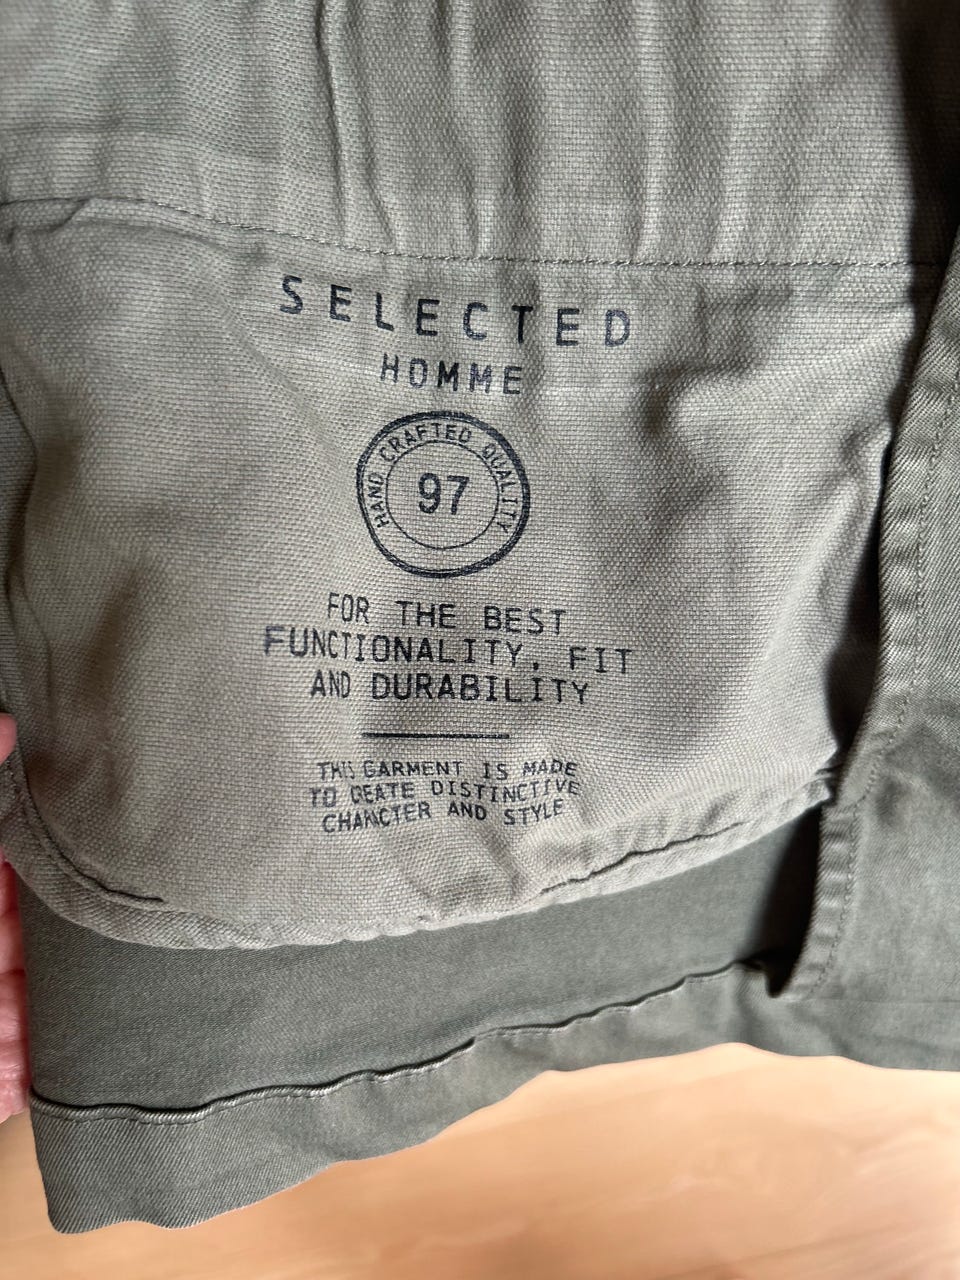 SELECTED
HOMME
HAND CRAFTED QUALITY
97
FOR THE BEST
FUNCTIONALITY, FIT
AND DURABILITY
THIS GARMENT IS MADE
TO CEATE DISTINCTIVE
CHARCTER AND STYLE